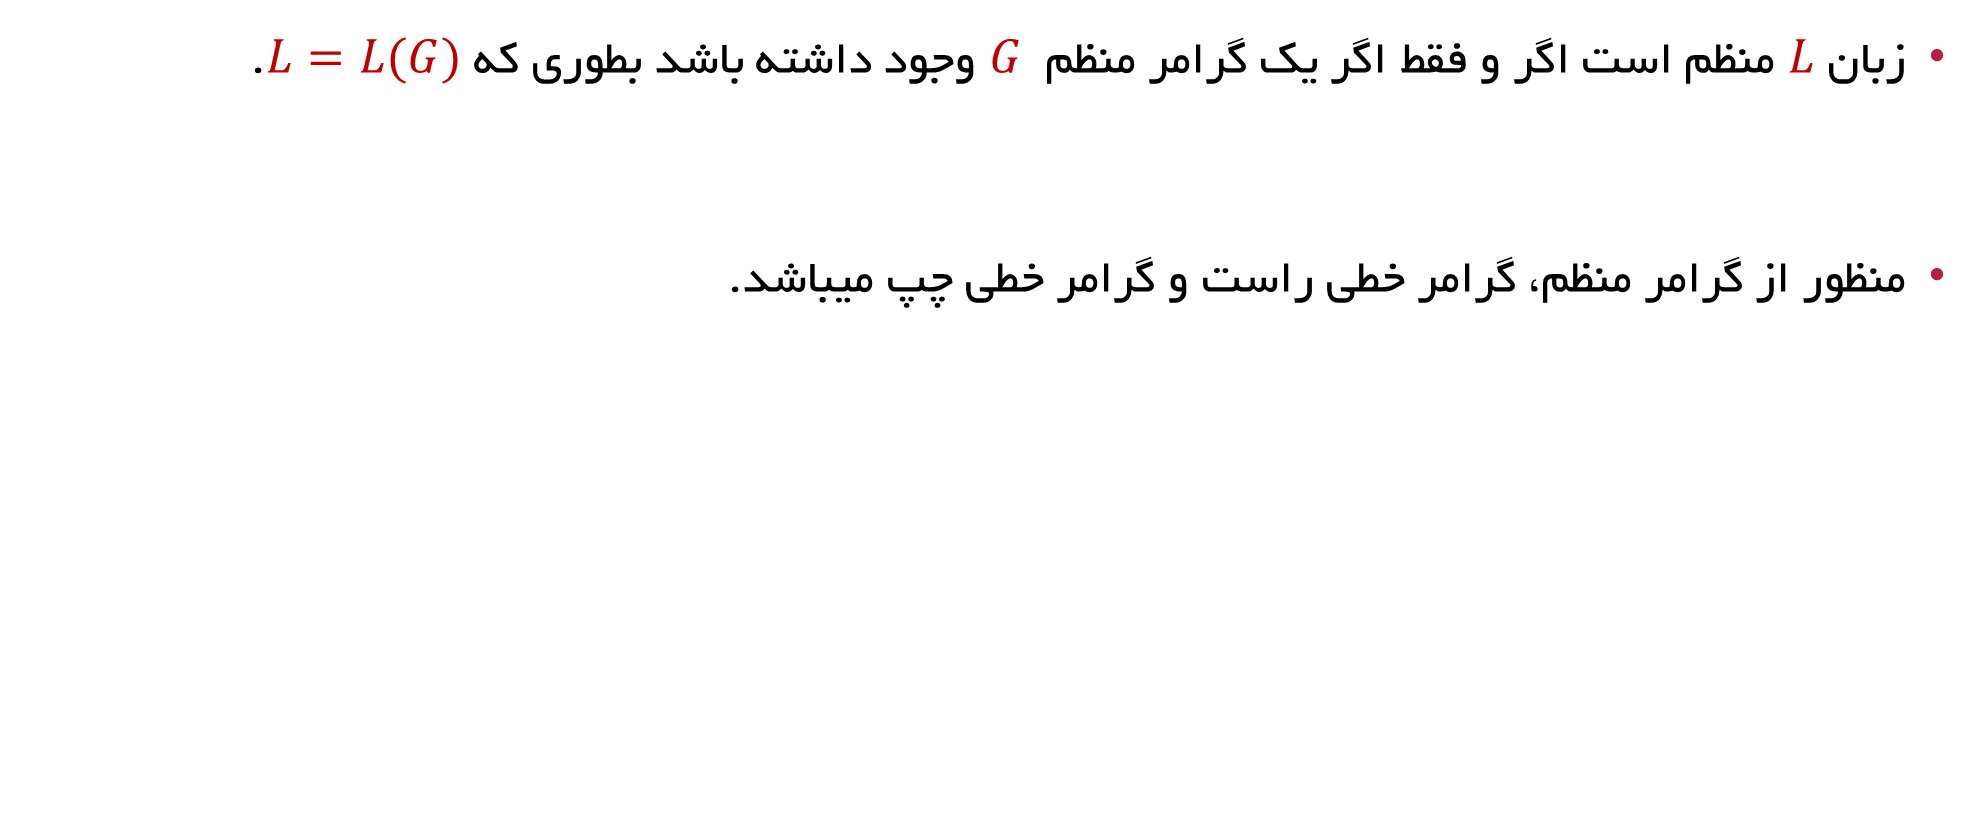 • زبان L منظم است اگر و فقط اگر یک گرامر منظم G وجود داشته باشد بطوری که L = L(G).
• منظور از گرامر منظم، گرامر خطی راست و گرامر خطی چپ میباشد.